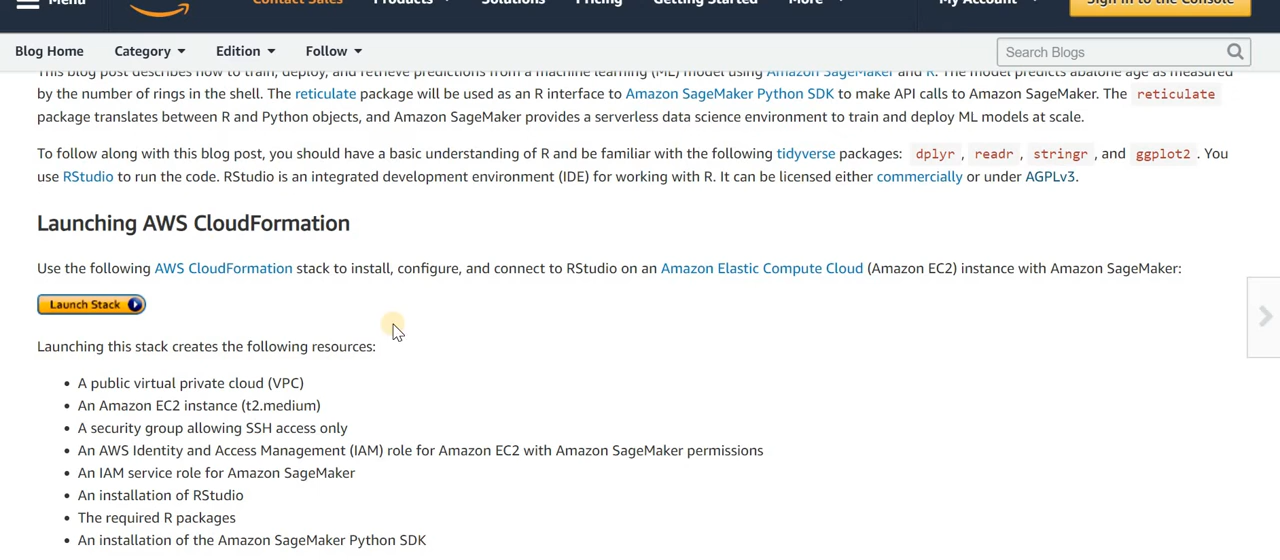 Menu
Contact Sales Products Solutions Pricing Getting Started More My Account Sign In to the Console
Blog Home Category Edition Follow Search Blogs
This blog post describes how to train, deploy, and retrieve predictions from a machine learning (ML) model using Amazon SageMaker and R. The model predicts abalone age as measured
by the number of rings in the shell. The reticulate package will be used as an R interface to Amazon SageMaker Python SDK to make API calls to Amazon SageMaker. The reticulate
package translates between R and Python objects, and Amazon SageMaker provides a serverless data science environment to train and deploy ML models at scale.
To follow along with this blog post, you should have a basic understanding of R and be familiar with the following tidyverse packages: dplyr, readr, stringr, and ggplot2. You
use RStudio to run the code. RStudio is an integrated development environment (IDE) for working with R. It can be licensed either commercially or under AGPLv3.
Launching AWS CloudFormation
Use the following AWS CloudFormation stack to install, configure, and connect to RStudio on an Amazon Elastic Compute Cloud (Amazon EC2) instance with Amazon SageMaker:
Launch Stack
Launching this stack creates the following resources:
• A public virtual private cloud (VPC)
• An Amazon EC2 instance (t2.medium)
• A security group allowing SSH access only
• An AWS Identity and Access Management (IAM) role for Amazon EC2 with Amazon SageMaker permissions
• An IAM service role for Amazon SageMaker
• An installation of RStudio
• The required R packages
• An installation of the Amazon SageMaker Python SDK